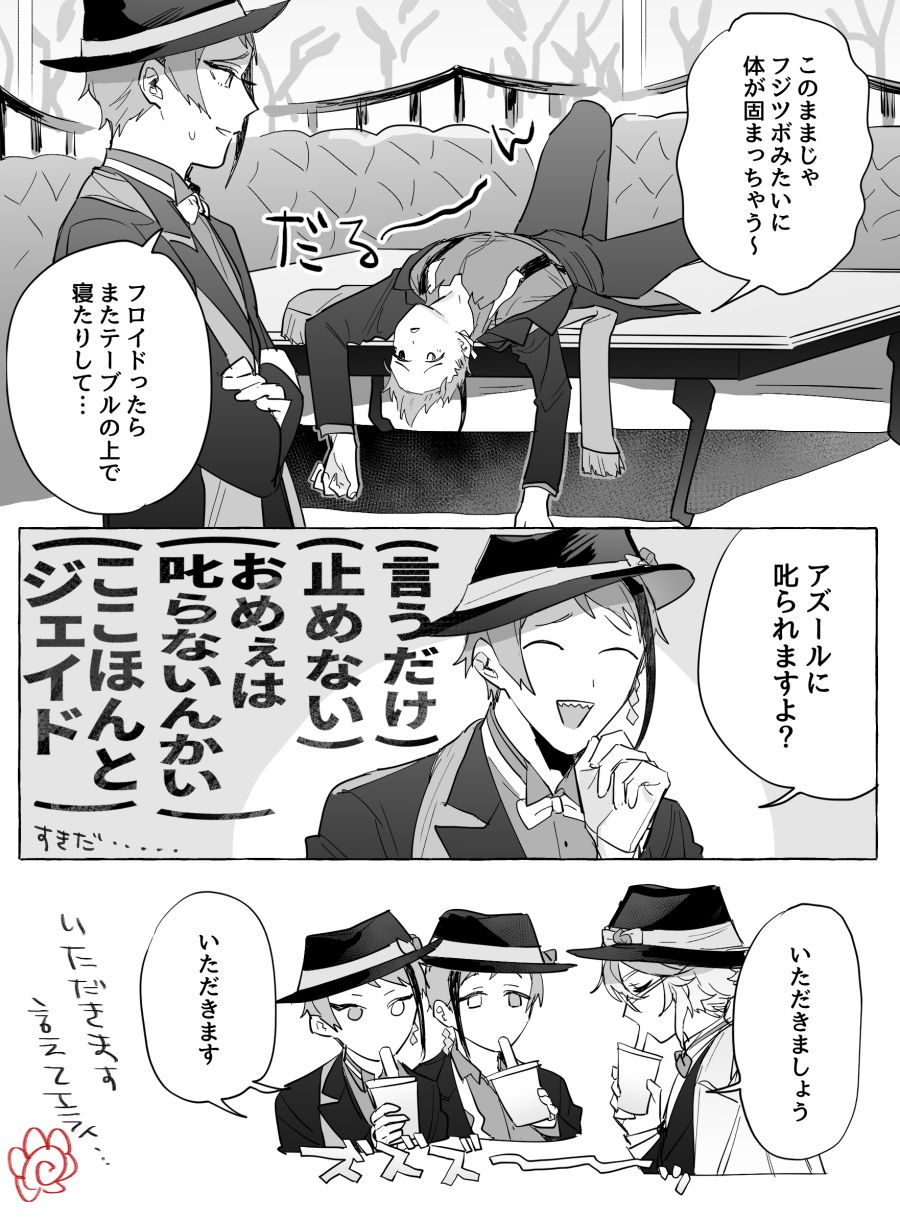 このままじゃ
フジツボみたいに
体が固まっちゃう〜
だる〜〜ん
フロイドったら
またテーブルの上で
寝たりして…
アズールに
叱られますよ?
(言うだけ)
(止めない)
(おめぇは
叱らないんかい)
(ここほんと
ジェイド)
すきだ・・・・・
いただきましょう
いただきます
ズズズ〜〜
いただきます
言えてエライ…